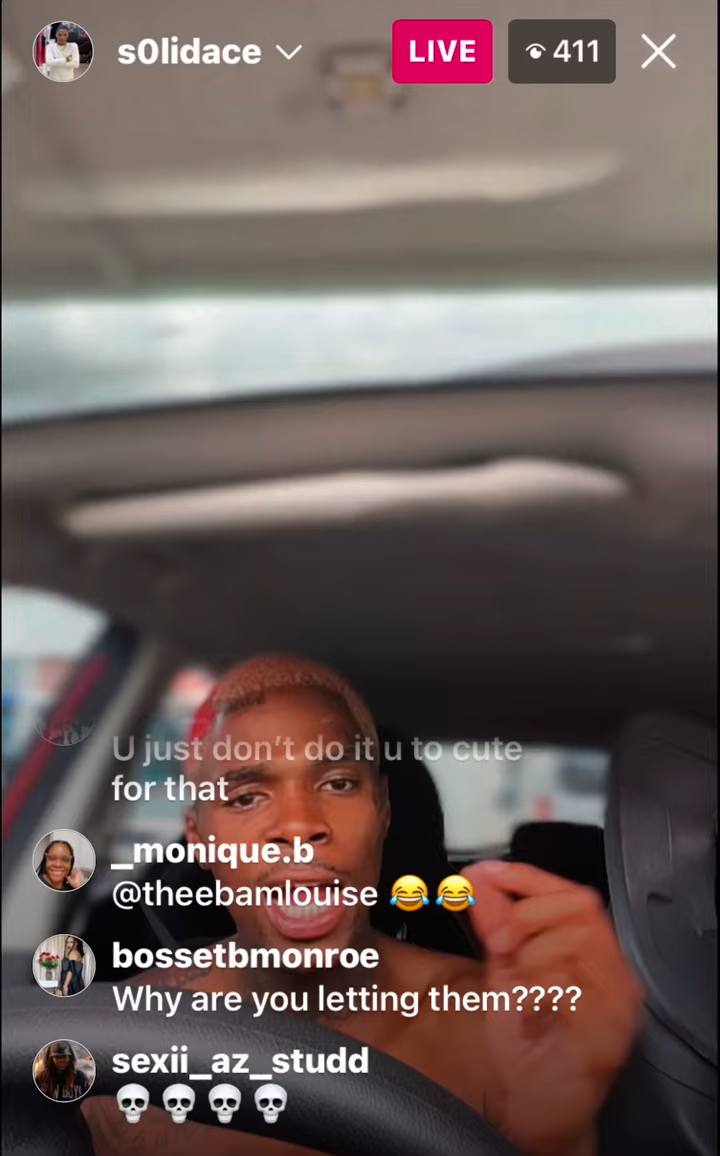 s0lidace
LIVE
411
U just don't do it u to cute
for that
_monique.b
@theebamlouise 😂😂
bossetbmonroe
Why are you letting them????
sexii_az_studd
💀💀💀💀